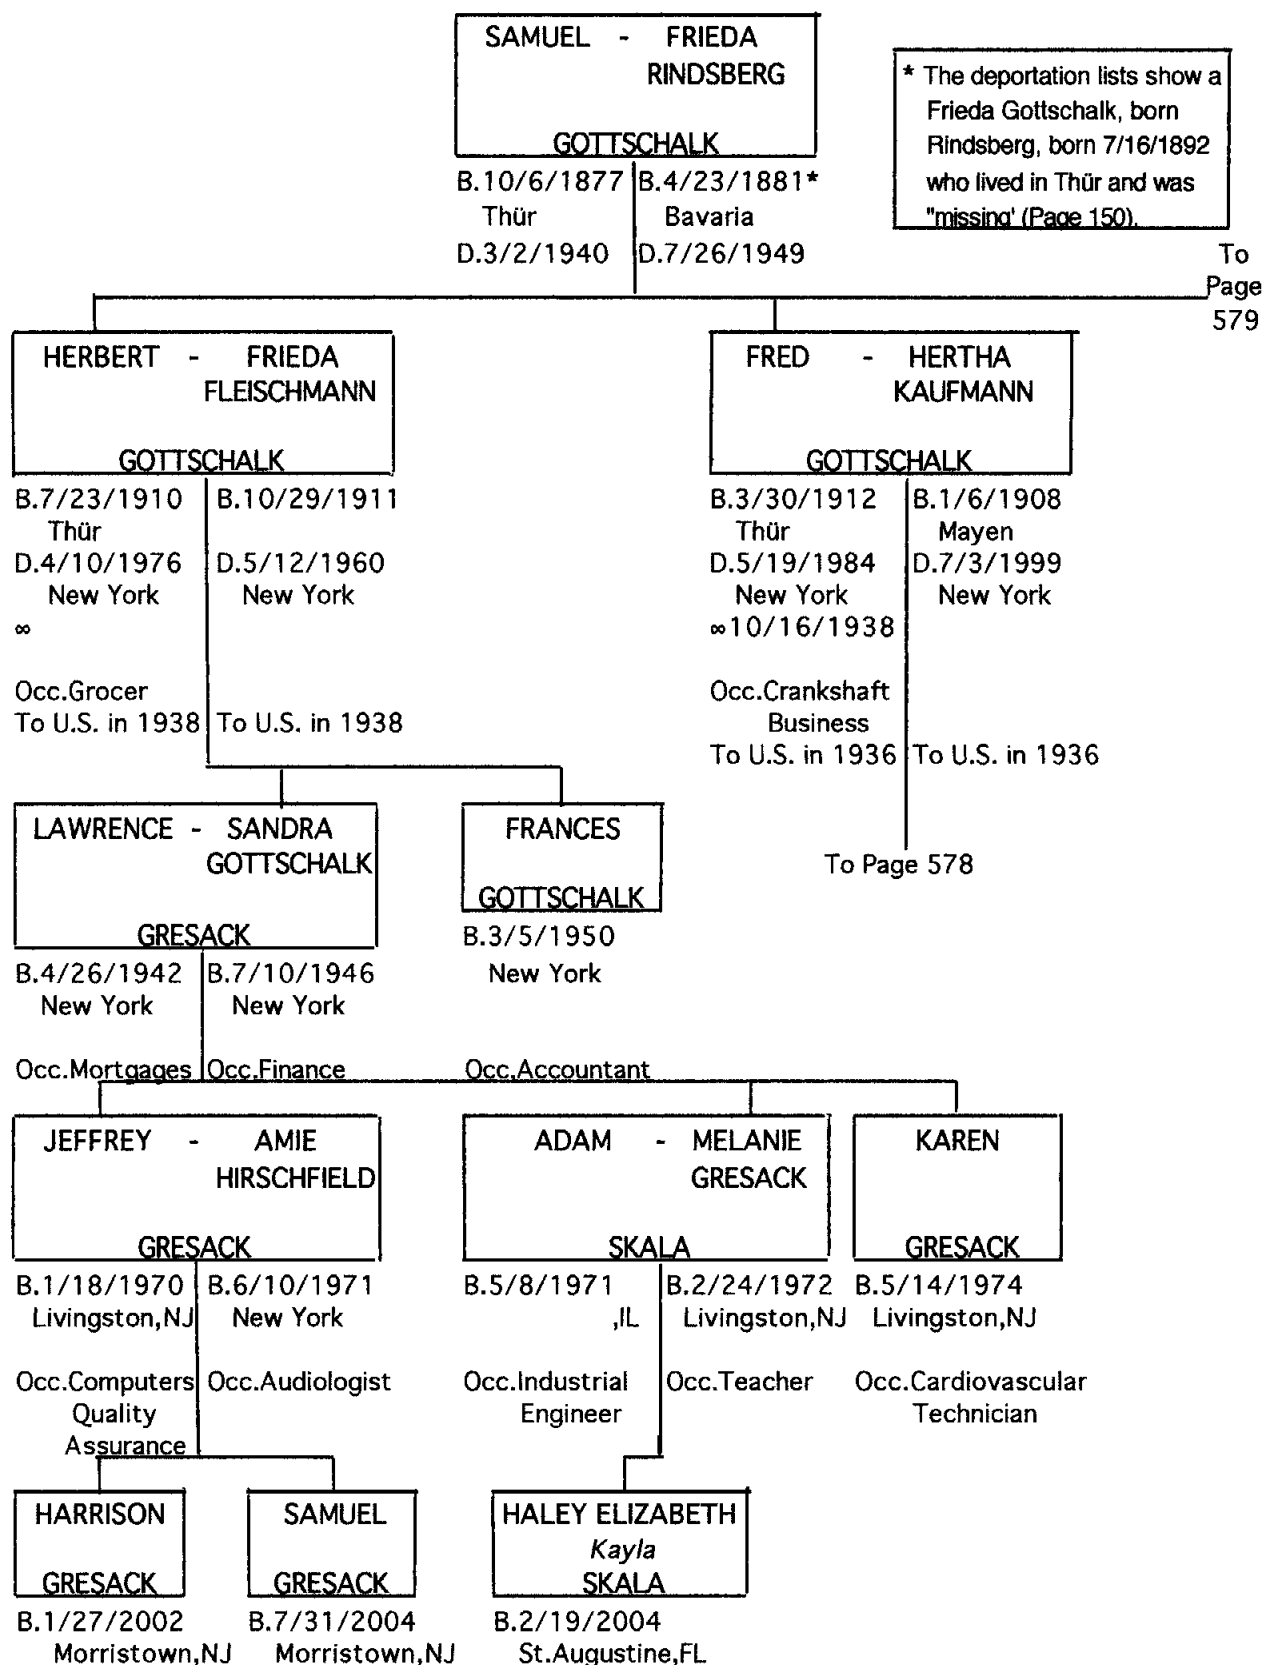 SAMUEL - FRIEDA
RINDSBERG
GOTTSCHALK
B.10/6/1877 B.4/23/1881*
Thür Bavaria
D.3/2/1940 D.7/26/1949
* The deportation lists show a
Frieda Gottschalk, born
Rindsberg, born 7/16/1892
who lived in Thür and was
"missing' (Page 150).
To
Page
579
HERBERT - FRIEDA
FLEISCHMANN
GOTTSCHALK
B.7/23/1910 B.10/29/1911
Thür
D.4/10/1976 D.5/12/1960
New York New York
∞
Occ.Grocer
To U.S. in 1938 To U.S. in 1938
FRED - HERTHA
KAUFMANN
GOTTSCHALK
B.3/30/1912 B.1/6/1908
Thür Mayen
D.5/19/1984 D.7/3/1999
New York New York
∞10/16/1938
Occ.Crankshaft
Business
To U.S. in 1936 To U.S. in 1936
To Page 578
LAWRENCE - SANDRA
GOTTSCHALK
GRESACK
B.4/26/1942 B.7/10/1946
New York New York
Occ.Mortgages Occ.Finance
FRANCES
GOTTSCHALK
B.3/5/1950
New York
Occ.Accountant
JEFFREY - AMIE
HIRSCHFIELD
GRESACK
B.1/18/1970 B.6/10/1971
Livingston,NJ New York
Occ.Computers Occ.Audiologist
Quality
Assurance
ADAM - MELANIE
GRESACK
SKALA
B.5/8/1971 B.2/24/1972
,IL Livingston,NJ
Occ.Industrial Occ.Teacher
Engineer
KAREN
GRESACK
B.5/14/1974
Livingston,NJ
Occ.Cardiovascular
Technician
HARRISON
GRESACK
B.1/27/2002
Morristown,NJ
SAMUEL
GRESACK
B.7/31/2004
Morristown,NJ
HALEY ELIZABETH
Kayla
SKALA
B.2/19/2004
St.Augustine,FL